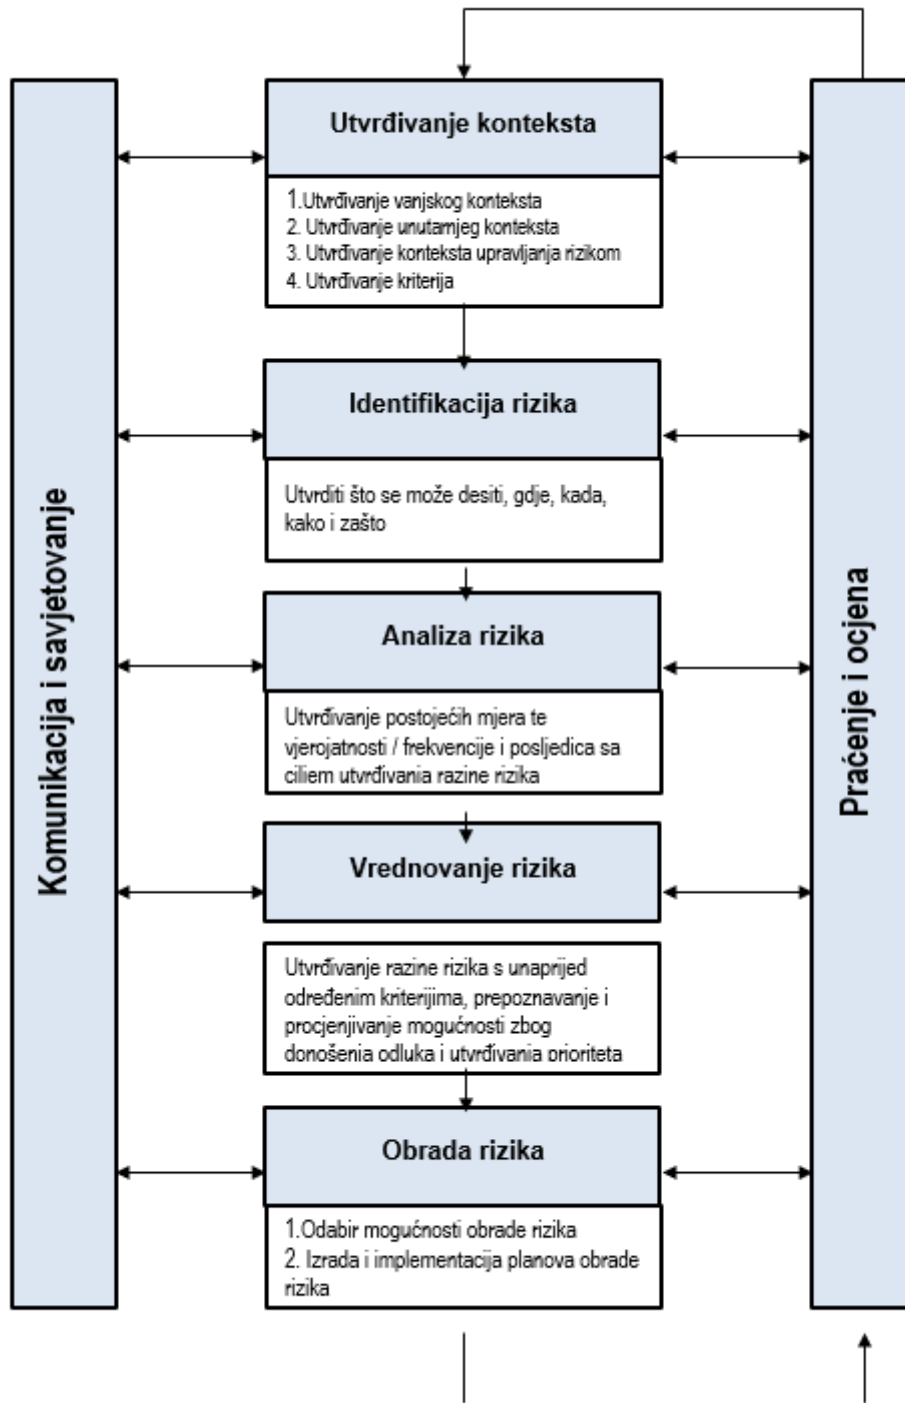 Utvrđivanje konteksta
1.Utvrđivanje vanjskog konteksta
2. Utvrđivanje unutarnjeg konteksta
3. Utvrđivanje konteksta upravljanja rizikom
4. Utvrđivanje kriterija
Identifikacija rizika
Utvrditi što se može desiti, gdje, kada,
kako i zašto
Analiza rizika
Utvrđivanje postojećih mjera te
vjerojatnosti / frekvencije i posljedica sa
ciljem utvrđivanja razine rizika
Vrednovanje rizika
Utvrđivanje razine rizika s unaprijed
određenim kriterijima, prepoznavanje i
procjenjivanje mogućnosti zbog
donošenja odluka i utvrđivanja prioriteta
Obrada rizika
1.Odabir mogućnosti obrade rizika
2. Izrada i implementacija planova obrade
rizika
Komunikacija i savjetovanje
Praćenje i ocjena